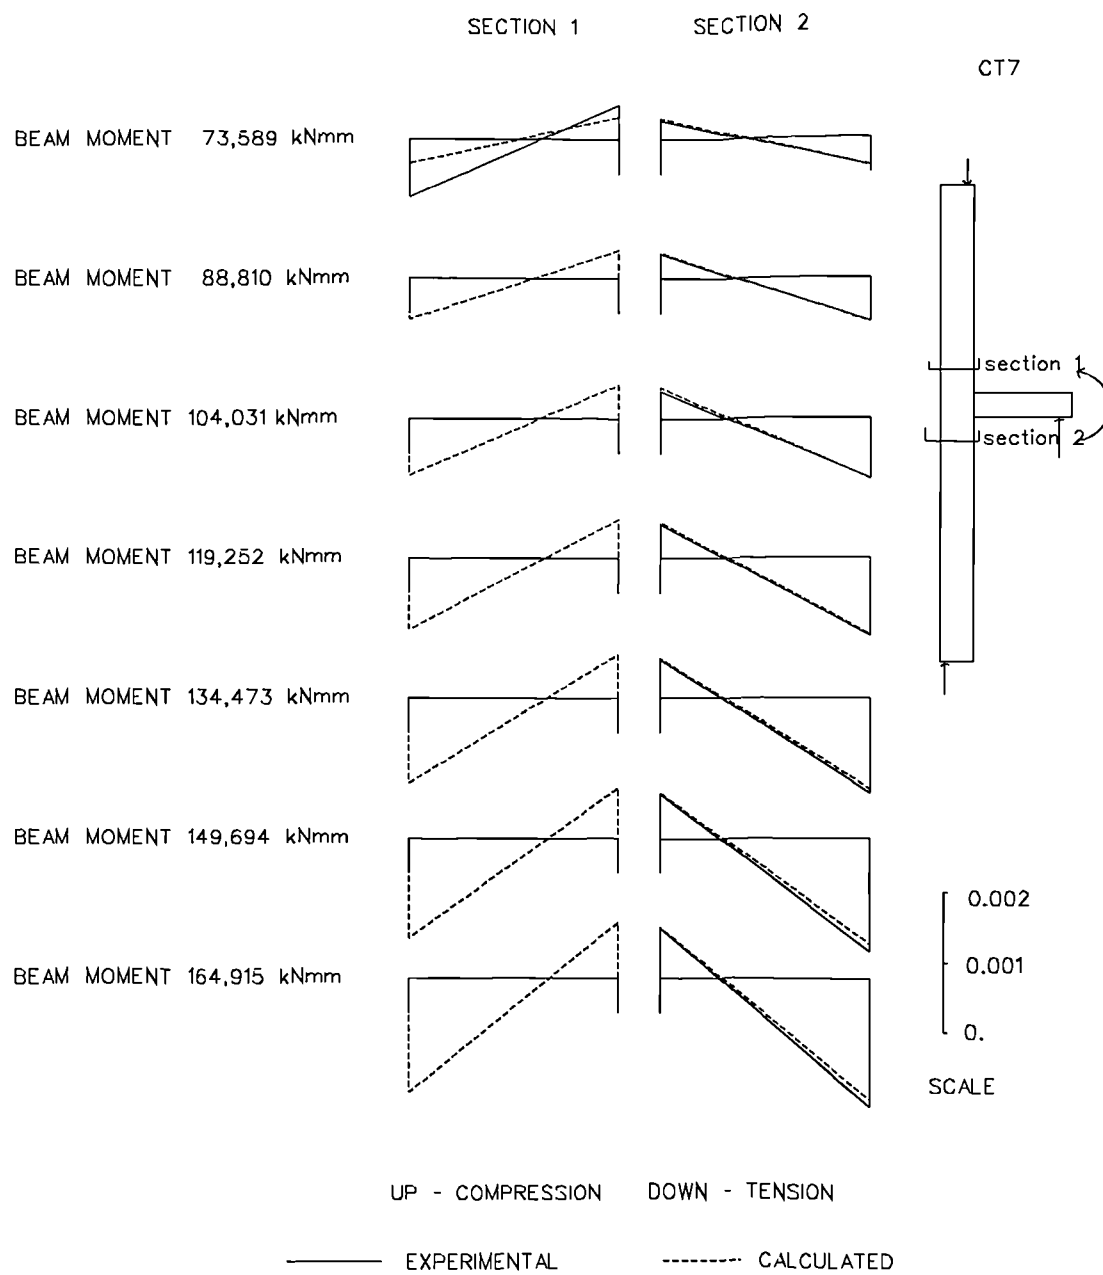 SECTION 1 SECTION 2
CT7
BEAM MOMENT 73,589 kNmm
BEAM MOMENT 88,810 kNmm
section 1
BEAM MOMENT 104,031 kNmm
section 2
BEAM MOMENT 119,252 kNmm
BEAM MOMENT 134,473 kNmm
BEAM MOMENT 149,694 kNmm
0.002
BEAM MOMENT 164,915 kNmm
0.001
0.
SCALE
UP - COMPRESSION DOWN - TENSION
EXPERIMENTAL CALCULATED